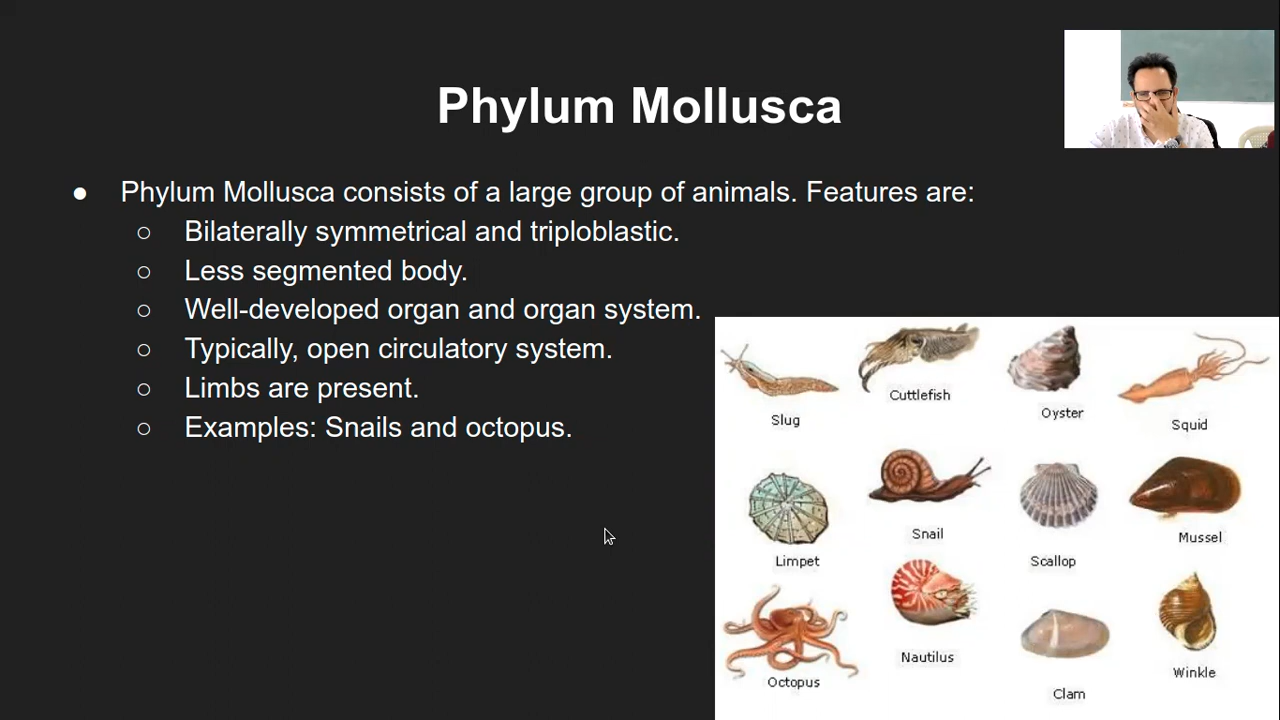 Phylum Mollusca
● Phylum Mollusca consists of a large group of animals. Features are:
○ Bilaterally symmetrical and triploblastic.
○ Less segmented body.
○ Well-developed organ and organ system.
○ Typically, open circulatory system.
○ Limbs are present.
○ Examples: Snails and octopus.
Slug
Cuttlefish
Oyster
Squid
Limpet
Snail
Scallop
Mussel
Octopus
Nautilus
Clam
Winkle